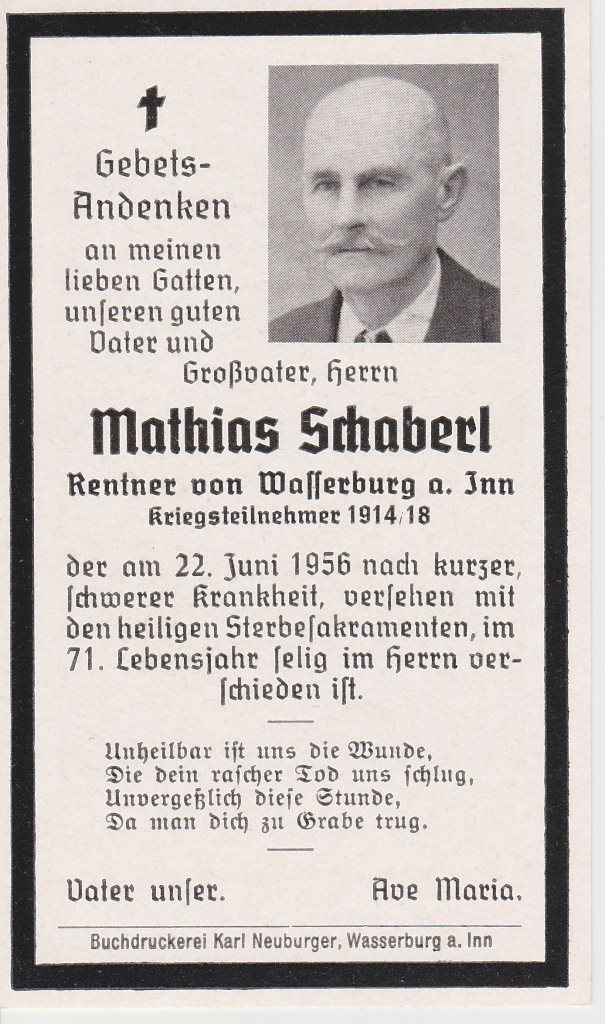 Gebets-
Andenken
an meinen
lieben Gatten,
unseren guten
Vater und
Großvater, Herrn
Mathias Schaberl
Rentner von Wasserburg a. Inn
Kriegsteilnehmer 1914/18
der am 22. Juni 1956 nach kurzer,
schwerer Krankheit, versehen mit
den heiligen Sterbesakramenten, im
71. Lebensjahr selig im Herrn ver-
schieden ist.
Unheilbar ist uns die Wunde,
Die dein rascher Tod uns schlug,
Unvergeßlich diese Stunde,
Da man dich zu Grabe trug.
Vater unser. Ave Maria.
Buchdruckerei Karl Neuburger, Wasserburg a. Inn